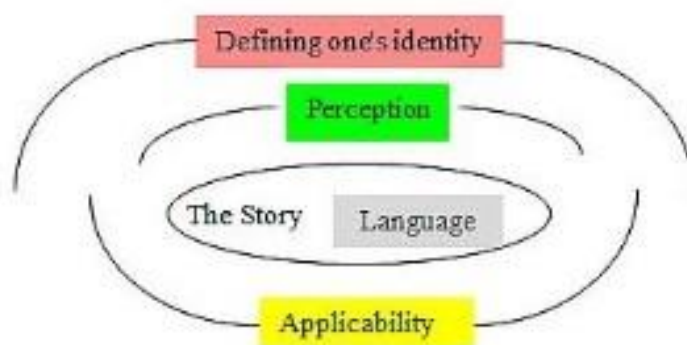 Defining one's identity
Perception
The Story
Language
Applicability